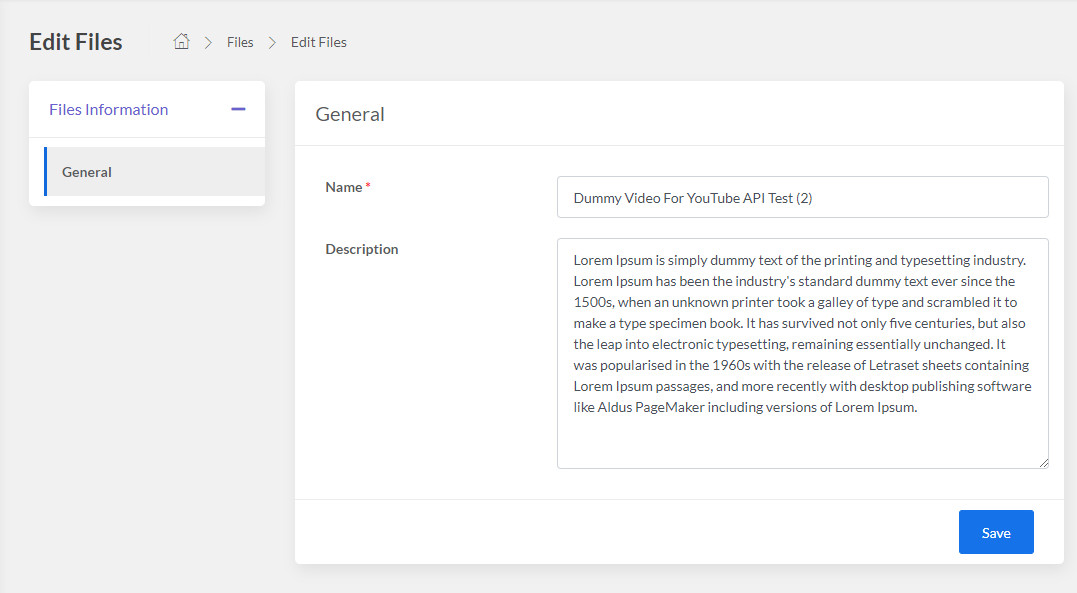 Edit Files
Files
Edit Files
Files Information
General
General
Name *
Dummy Video For YouTube API Test (2)
Description
Lorem Ipsum is simply dummy text of the printing and typesetting industry.
Lorem Ipsum has been the industry's standard dummy text ever since the
1500s, when an unknown printer took a galley of type and scrambled it to
make a type specimen book. It has survived not only five centuries, but also
the leap into electronic typesetting, remaining essentially unchanged. It
was popularised in the 1960s with the release of Letraset sheets containing
Lorem Ipsum passages, and more recently with desktop publishing software
like Aldus PageMaker including versions of Lorem Ipsum.
Save